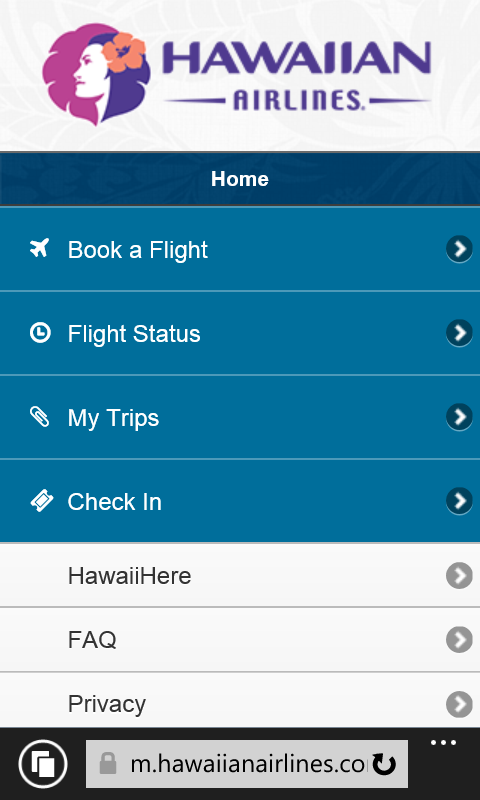 HAWAIIAN
AIRLINES®
Home
Book a Flight
Flight Status
My Trips
Check In
HawaiiHere
FAQ
Privacy
m.hawaiianairlines.co